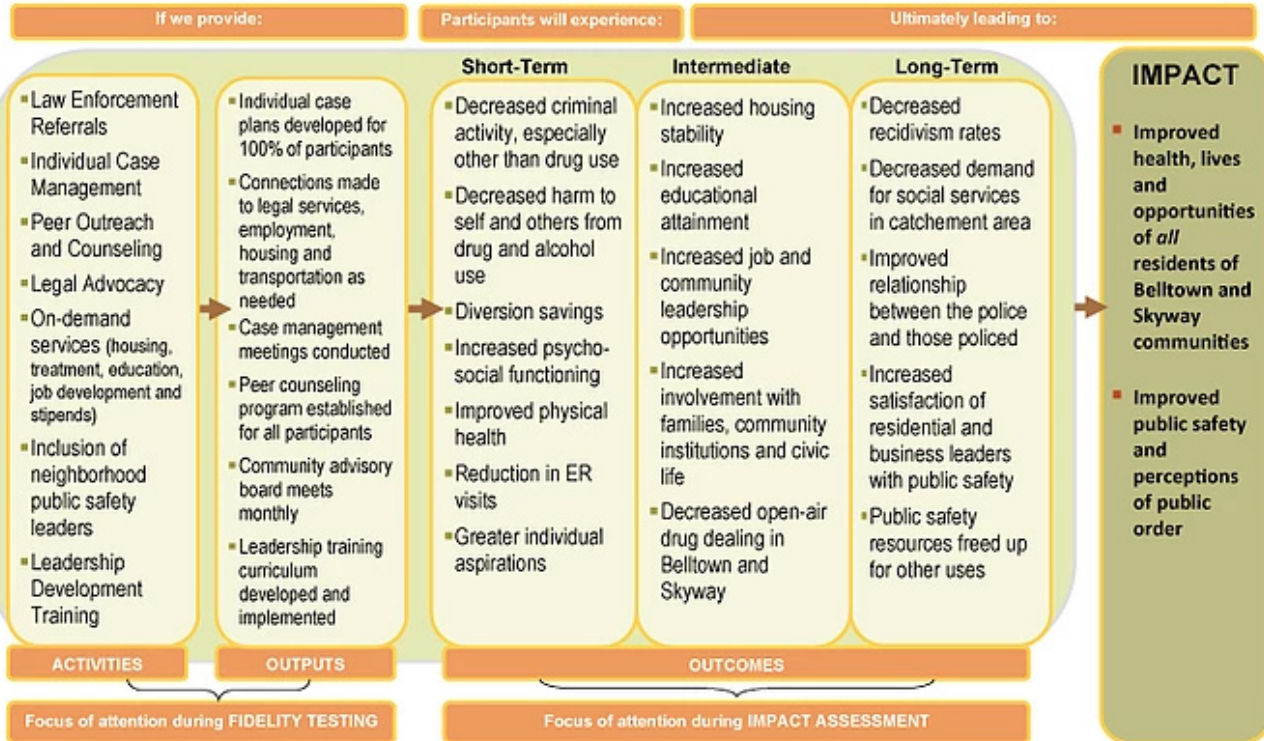 If we provide:
Participants will experience:
Ultimately leading to:
▪Law Enforcement
Referrals
▪Individual Case
Management
▪Peer Outreach
and Counseling
▪Legal Advocacy
▪On-demand
services (housing,
treatment, education,
job development and
stipends)
▪Inclusion of
neighborhood
public safety
leaders
▪Leadership
Development
Training
ACTIVITIES
▪Individual case
plans developed for
100% of participants
▪Connections made
to legal services,
employment,
housing and
transportation as
needed
▪Case management
meetings conducted
▪Peer counseling
program established
for all participants
▪Community advisory
board meets
monthly
▪Leadership training
curriculum
developed and
implemented
OUTPUTS
Focus of attention during FIDELITY TESTING
Short-Term
▪Decreased criminal
activity, especially
other than drug use
▪Decreased harm to
self and others from
drug and alcohol
use
▪Diversion savings
▪Increased psycho-
social functioning
▪Improved physical
health
▪Reduction in ER
visits
▪Greater individual
aspirations
Intermediate
▪Increased housing
stability
▪Increased
educational
attainment
▪Increased job and
community
leadership
opportunities
▪Increased
involvement with
families, community
institutions and civic
life
▪Decreased open-air
drug dealing in
Belltown and
Skyway
Long-Term
▪Decreased
recidivism rates
▪Decreased demand
for social services
in catchement area
▪Improved
relationship
between the police
and those policed
▪Increased
satisfaction of
residential and
business leaders
with public safety
▪Public safety
resources freed up
for other uses
OUTCOMES
Focus of attention during IMPACT ASSESSMENT
IMPACT
▪ Improved
health, lives
and
opportunities
of all
residents of
Belltown and
Skyway
communities
▪ Improved
public safety
and
perceptions
of public
order